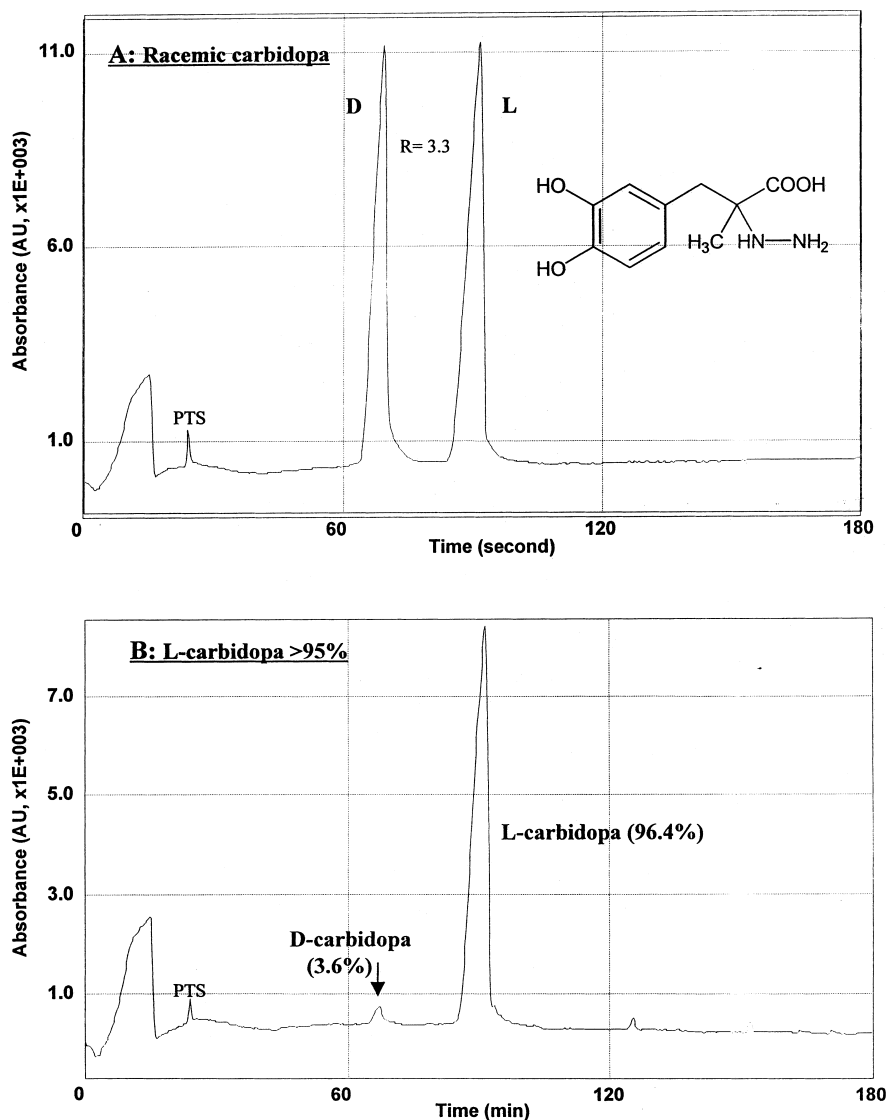 A: Racemic carbidopa
11.0
D
L
R= 3.3
HO
COOH
H₃C
HN
NH₂
HO
6.0
PTS
1.0
Absorbance (AU, x1E+003)
0
60
120
180
Time (second)
B: L-carbidopa >95%
7.0
5.0
L-carbidopa (96.4%)
3.0
D-carbidopa
(3.6%)
PTS
1.0
Absorbance (AU, x1E+003)
0
60
120
180
Time (min)